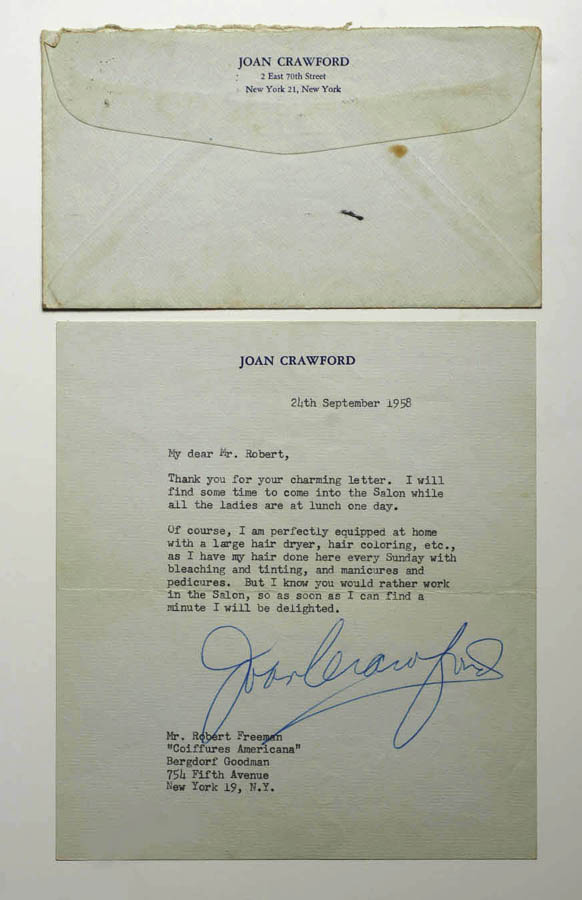 JOAN CRAWFORD
2 East 70th Street
New York 21, New York
JOAN CRAWFORD
24th September 1958
My dear Mr. Robert,
Thank you for your charming letter. I will
find some time to come into the Salon while
all the ladies are at lunch one day.
Of course, I am perfectly equipped at home
with a large hair dryer, hair coloring, etc.,
as I have my hair done here every Sunday with
bleaching and tinting, and manicures and
pedicures. But I know you would rather work
in the Salon, so as soon as I can find a
minute I will be delighted.
Joan Crawford
Mr. Robert Freeman
"Coiffures Americana"
Bergdorf Goodman
754 Fifth Avenue
New York 19, N.Y.